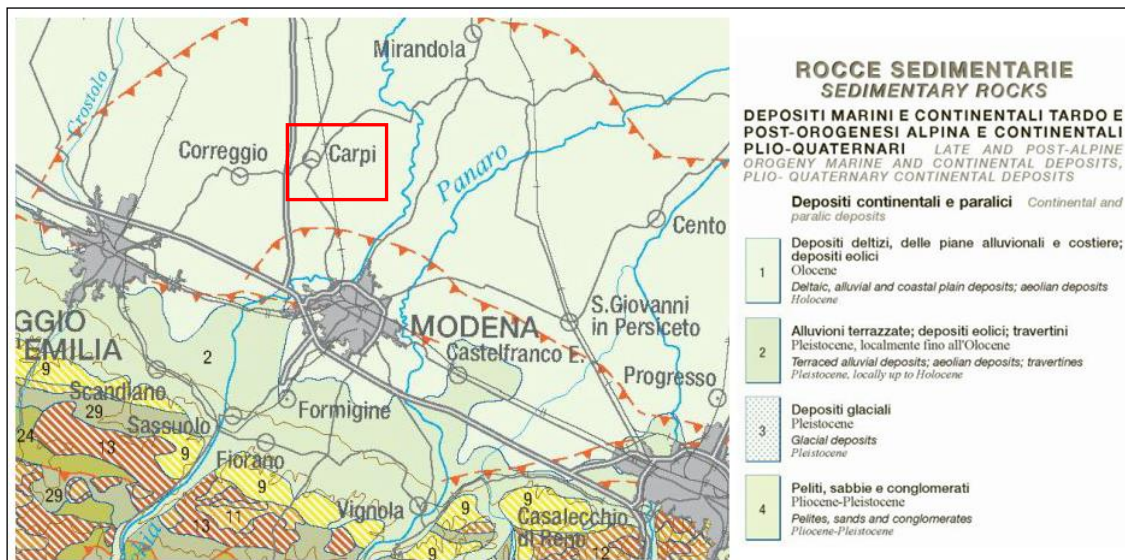 Mirandola
Crostolo
Correggio
Carpi
Panaro
Cento
S.Giovanni
in Persiceto
MODENA
GGIO
EMILIA
2
Castelfranco E.
Progresso
9
Scandiano
29
Formigine
Sassuolo
24
13
9
Fiorano
9
29
Vignola
9
9
13
11
Casalecchio
di Reno
12
ROCCE SEDIMENTARIE
SEDIMENTARY ROCKS
DEPOSITI MARINI E CONTINENTALI TARDO E
POST-OROGENESI ALPINA E CONTINENTALI
PLIO-QUATERNARI LATE AND POST-ALPINE
OROGENY MARINE AND CONTINENTAL DEPOSITS,
PLIO- QUATERNARY CONTINENTAL DEPOSITS
Depositi continentali e paralici Continental and
paralic deposits
1
Depositi deltizi, delle piane alluvionali e costiere;
depositi eolici
Olocene
Deltaic, alluvial and coastal plain deposits; aeolian deposits
Holocene
2
Alluvioni terrazzate; depositi eolici; travertini
Pleistocene, localmente fino all'Olocene
Terraced alluvial deposits; aeolian deposits; travertines
Pleistocene, locally up to Holocene
3
Depositi glaciali
Pleistocene
Glacial deposits
Pleistocene
4
Peliti, sabbie e conglomerati
Pliocene-Pleistocene
Pelites, sands and conglomerates
Pliocene-Pleistocene